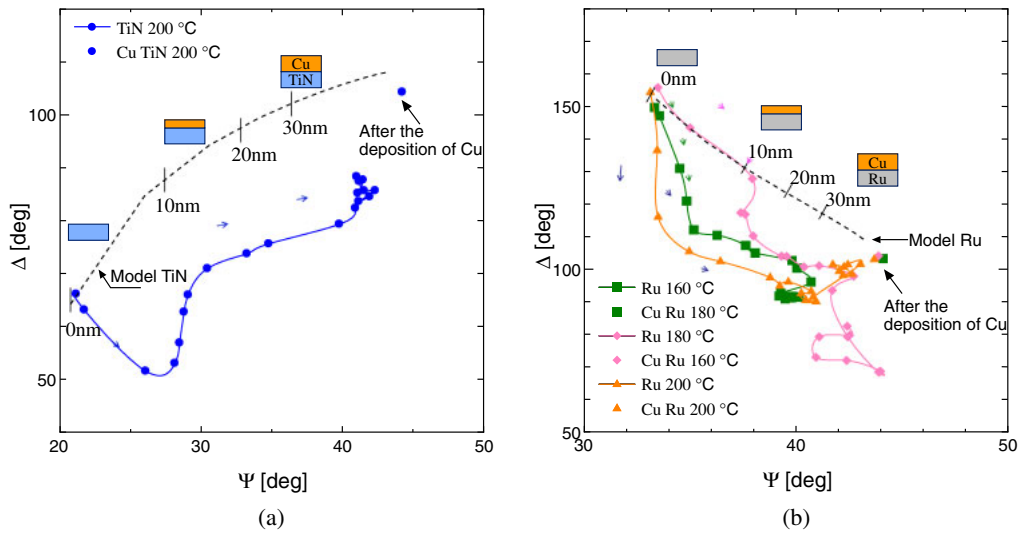 TiN 200 °C
Cu TiN 200 °C
Cu
TiN
100
50
20nm
30nm
10nm
0nm
Model TiN
After the
deposition of Cu
Δ [deg]
20
30
40
50
Ψ [deg]
(a)
150
100
50
0nm
10nm
20nm
30nm
Cu
Ru
Model Ru
After the
deposition of Cu
Ru 160 °C
Cu Ru 180 °C
Ru 180 °C
Cu Ru 160 °C
Ru 200 °C
Cu Ru 200 °C
Δ [deg]
30
40
50
Ψ [deg]
(b)